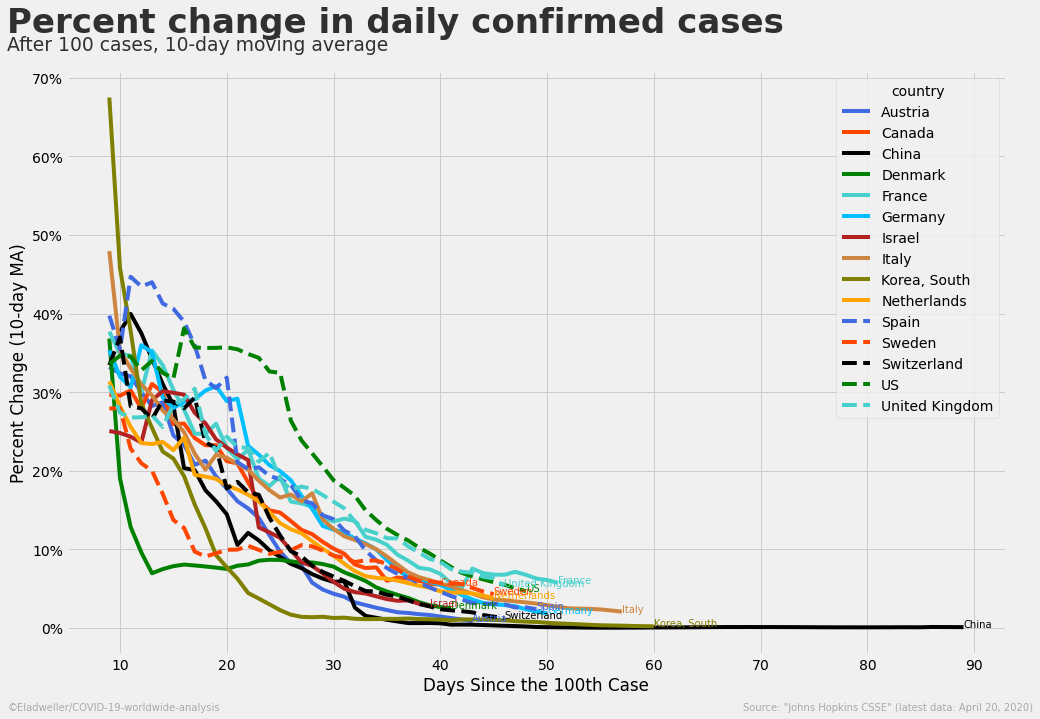 Percent change in daily confirmed cases
After 100 cases, 10-day moving average
70%
60%
50%
40%
30%
20%
10%
0%
Percent Change (10-day MA)
country
Austria
Canada
China
Denmark
France
Germany
Israel
Italy
Korea, South
Netherlands
Spain
Sweden
Switzerland
US
United Kingdom
France
United Kingdom
Canada
US
Sweden
Netherlands
Israel
Denmark
Spain
Germany
Italy
Austria
Switzerland
Korea, South
China
10 20 30 40 50 60 70 80 90
Days Since the 100th Case
©Eladweller/COVID-19-worldwide-analysis
Source: "Johns Hopkins CSSE" (latest data: April 20, 2020)